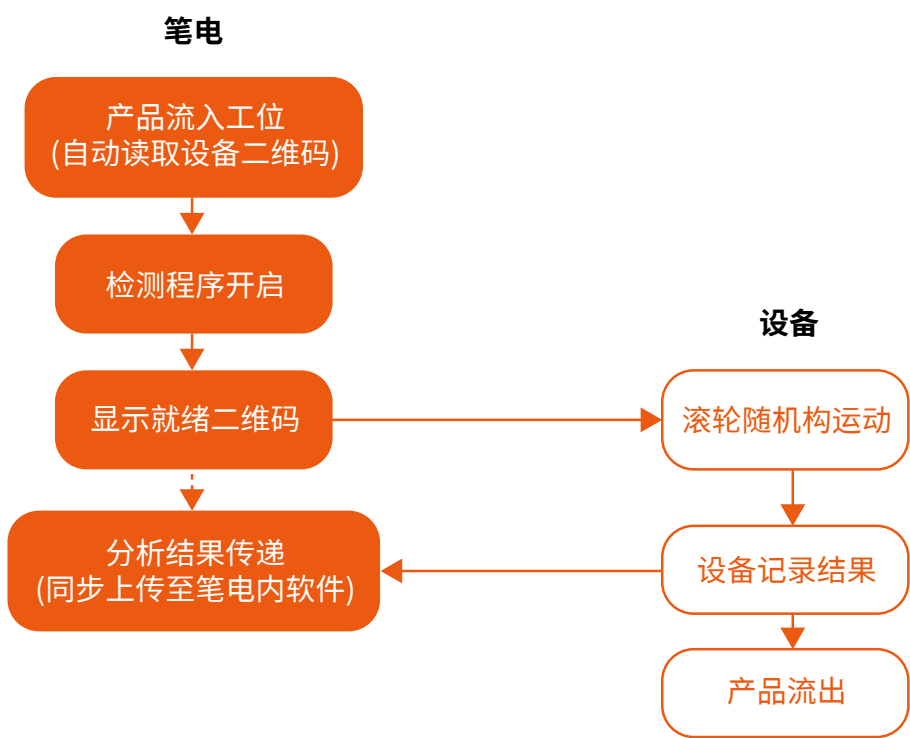 笔电
产品流入工位
(自动读取设备二维码)
检测程序开启
显示就绪二维码
分析结果传递
(同步上传至笔电内软件)
设备
滚轮随机构运动
设备记录结果
产品流出